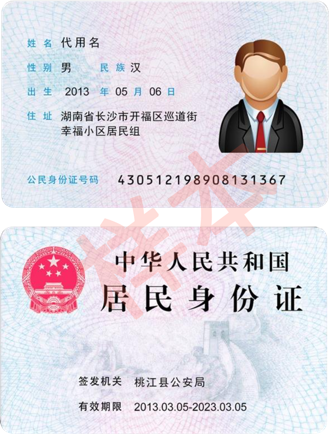 姓名 代用名
性别 男 民族 汉
出生 2013 年 05 月 06 日
住址 湖南省长沙市开福区巡道街
幸福小区居民组
公民身份证号码 430512198908131367
样本
中华人民共和国
居民身份证
签发机关 桃江县公安局
有效期限 2013.03.05-2023.03.05